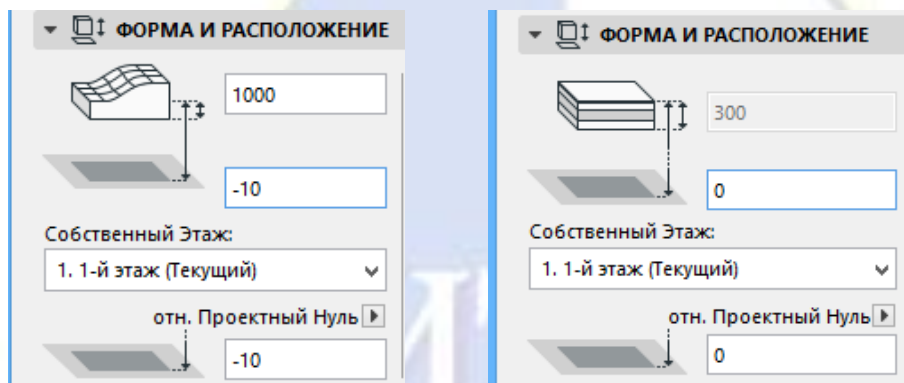 ФОРМА И РАСПОЛОЖЕНИЕ
1000
-10
Собственный Этаж:
1. 1-й этаж (Текущий)
отн. Проектный Нуль
-10
ФОРМА И РАСПОЛОЖЕНИЕ
300
0
Собственный Этаж:
1. 1-й этаж (Текущий)
отн. Проектный Нуль
0